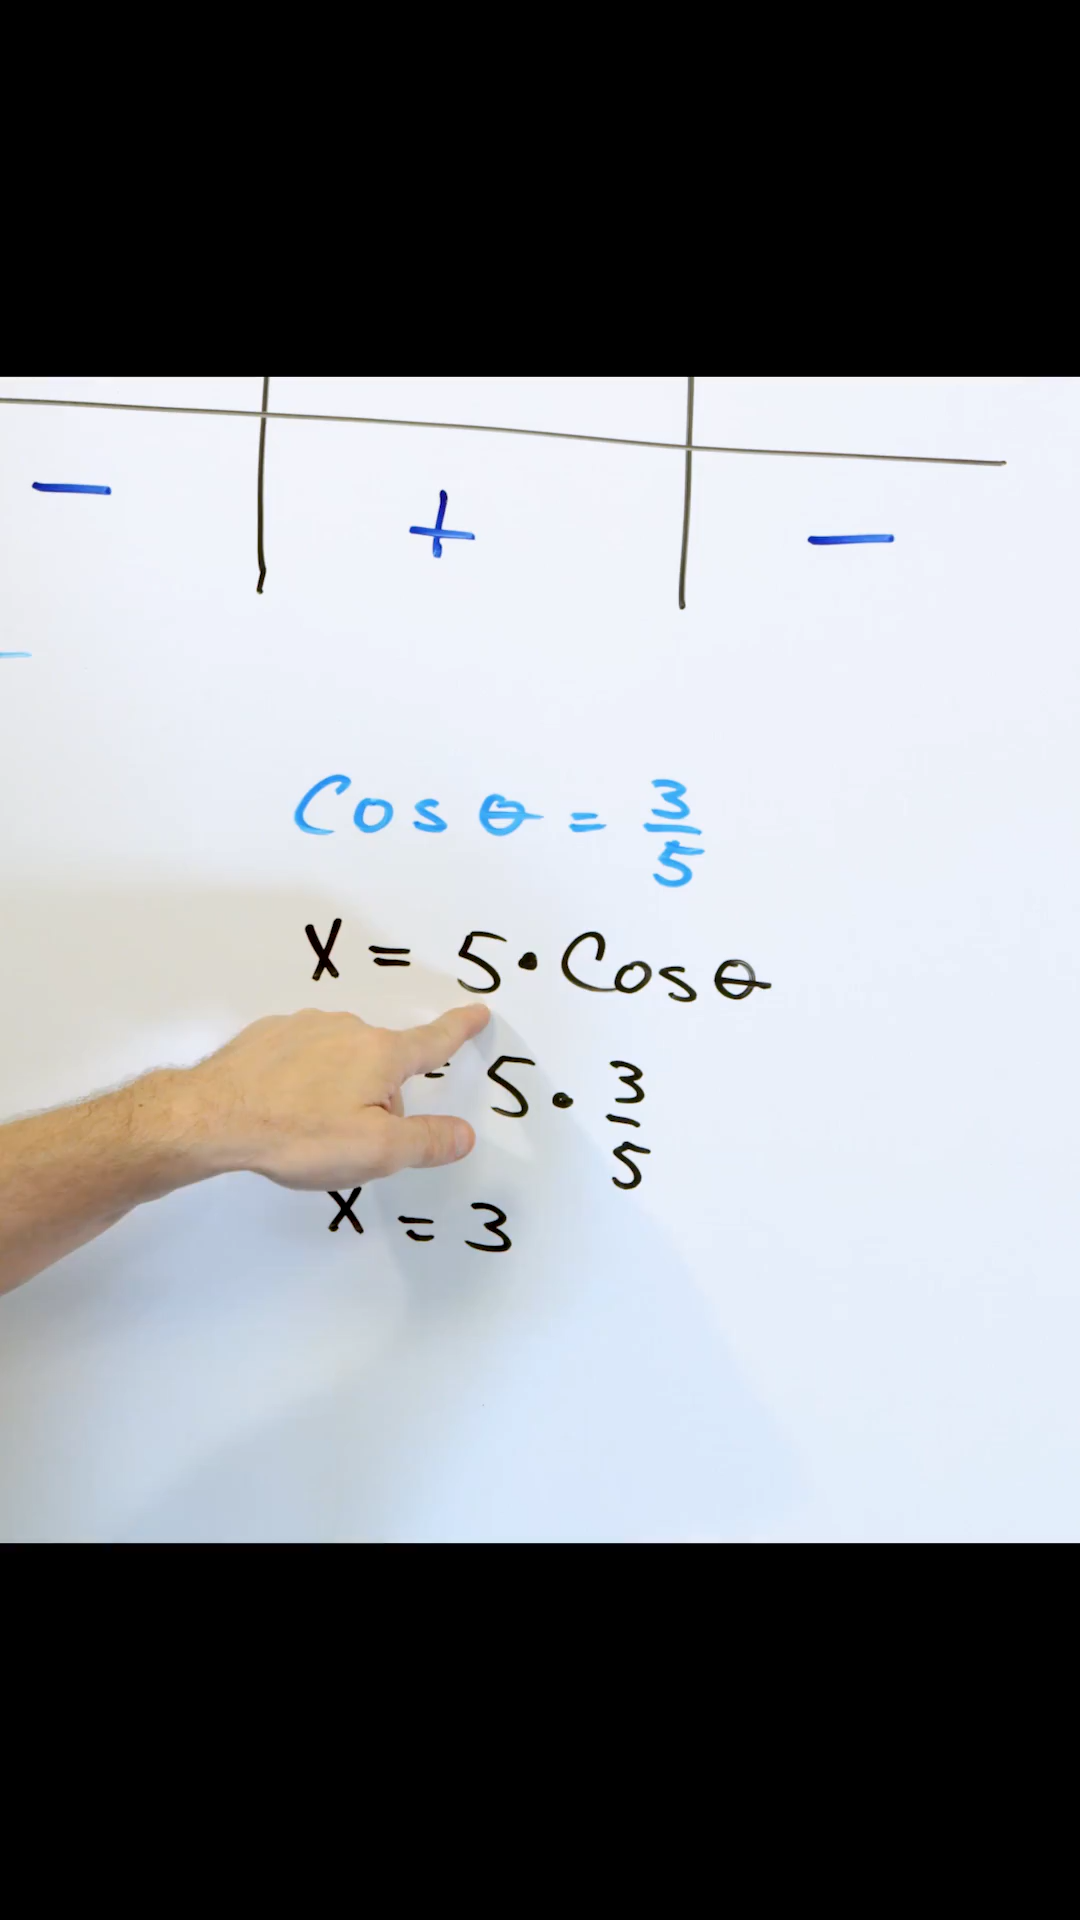 − + −
Cos θ = 3/5
x = 5 · Cos θ
= 5 · 3/5
x = 3